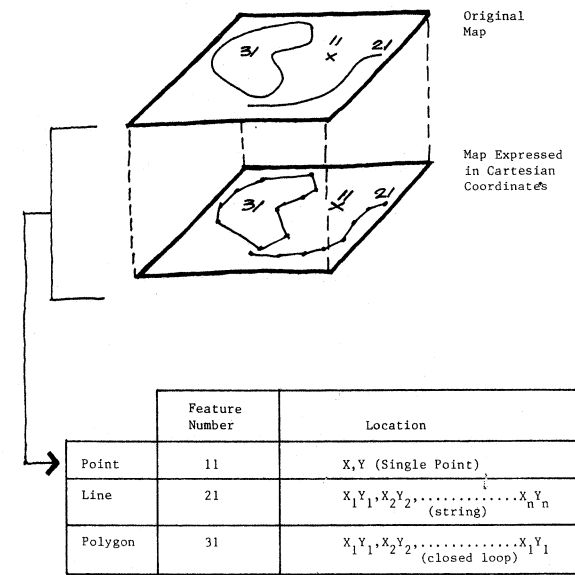 Original
Map
31
11
x
21
Map Expressed
in Cartesian
Coordinates
31
11
x
21
Feature
Number
Location
Point 11 X,Y (Single Point)
Line 21 X₁Y₁,X₂Y₂,.............XₙYₙ
(string)
Polygon 31 X₁Y₁,X₂Y₂,.............X₁Y₁
(closed loop)